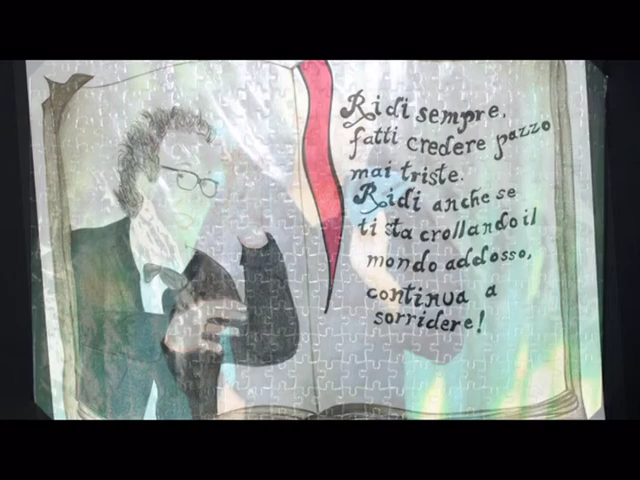 Ridi sempre,
fatti credere pazzo
mai triste.
Ridi anche se
ti sta crollando il
mondo addosso,
continua a
sorridere!